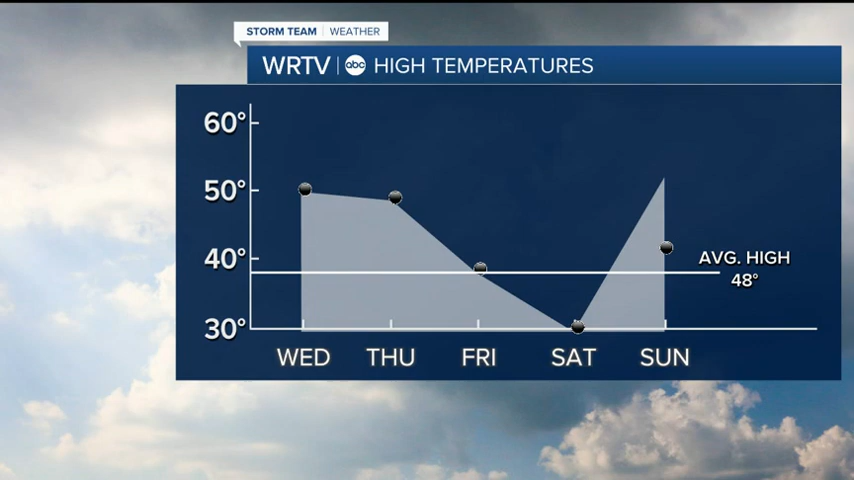 STORM TEAM | WEATHER
WRTV | abc HIGH TEMPERATURES
60°
50°
40°
30°
AVG. HIGH
48°
WED THU FRI SAT SUN